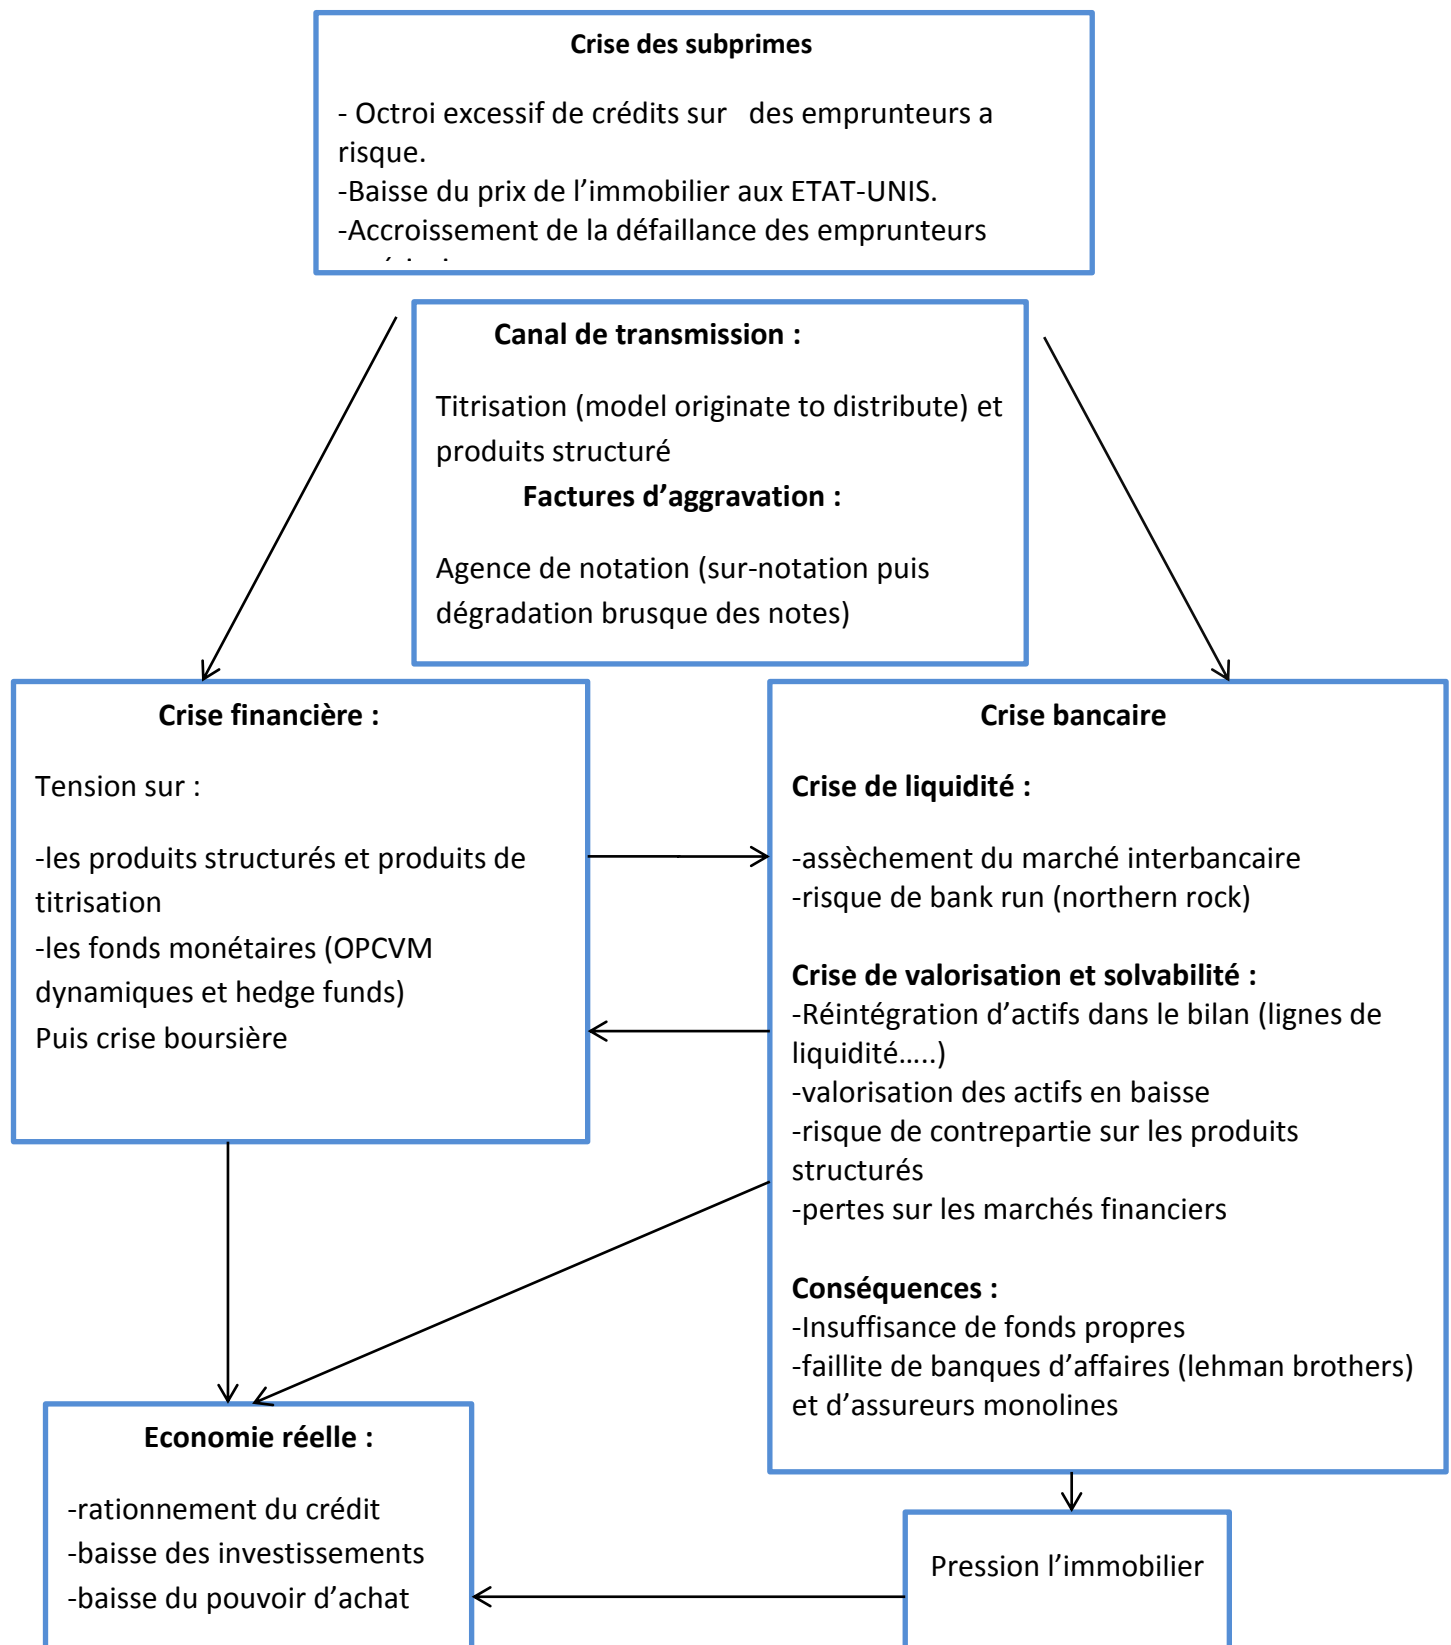 Crise des subprimes
- Octroi excessif de crédits sur des emprunteurs a
risque.
-Baisse du prix de l’immobilier aux ETAT-UNIS.
-Accroissement de la défaillance des emprunteurs
Canal de transmission :
Titrisation (model originate to distribute) et
produits structuré
Factures d’aggravation :
Agence de notation (sur-notation puis
dégradation brusque des notes)
Crise financière :
Tension sur :
-les produits structurés et produits de
titrisation
-les fonds monétaires (OPCVM
dynamiques et hedge funds)
Puis crise boursière
Crise bancaire
Crise de liquidité :
-assèchement du marché interbancaire
-risque de bank run (northern rock)
Crise de valorisation et solvabilité :
-Réintégration d’actifs dans le bilan (lignes de
liquidité…..)
-valorisation des actifs en baisse
-risque de contrepartie sur les produits
structurés
-pertes sur les marchés financiers
Conséquences :
-Insuffisance de fonds propres
-faillite de banques d’affaires (lehman brothers)
et d’assureurs monolines
Economie réelle :
-rationnement du crédit
-baisse des investissements
-baisse du pouvoir d’achat
Pression l’immobilier